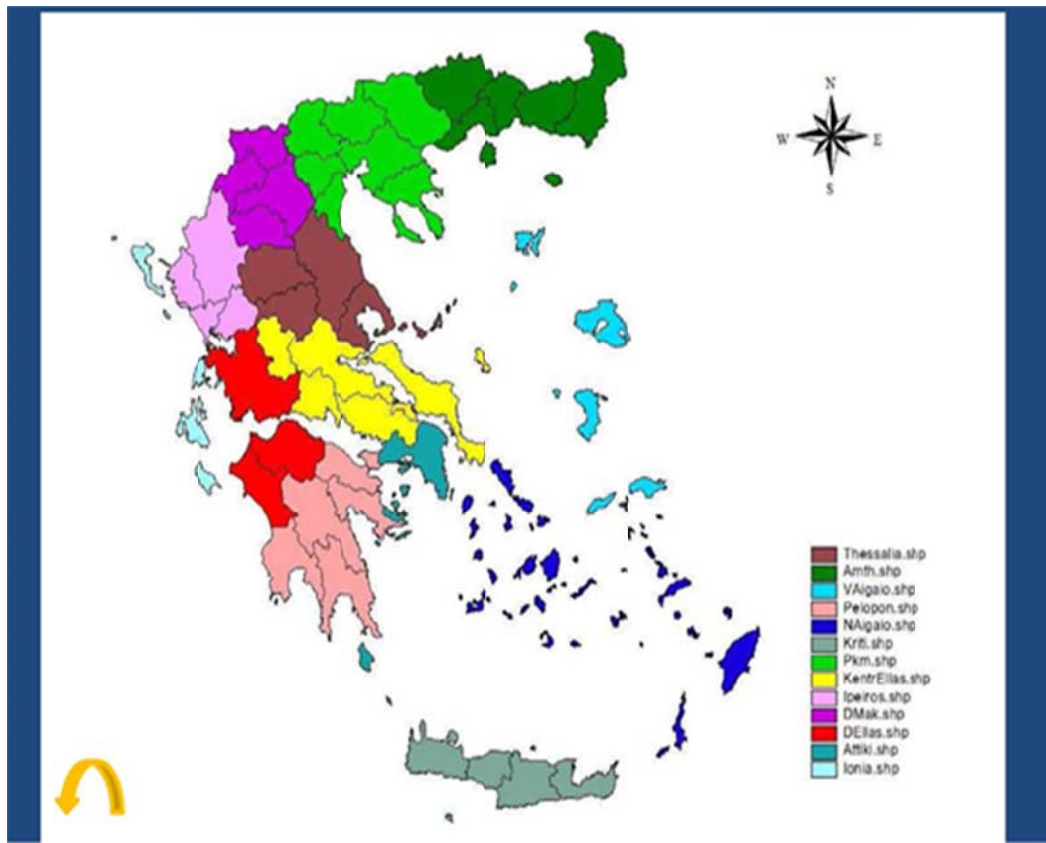 N
W E
S
Thessalia.shp
Amth.shp
VAigaio.shp
Pelopon.shp
NAigaio.shp
Kriti.shp
Pkm.shp
KentrEllas.shp
Ipeiros.shp
DMak.shp
DEllas.shp
Attiki.shp
Ionia.shp